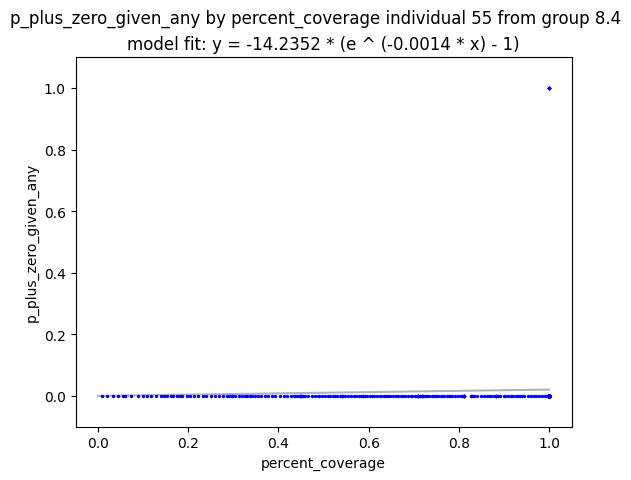 p_plus_zero_given_any by percent_coverage individual 55 from group 8.4
model fit: y = -14.2352 * (e ^ (-0.0014 * x) - 1)
1.0
0.8
0.6
0.4
0.2
0.0
p_plus_zero_given_any
0.0 0.2 0.4 0.6 0.8 1.0
percent_coverage